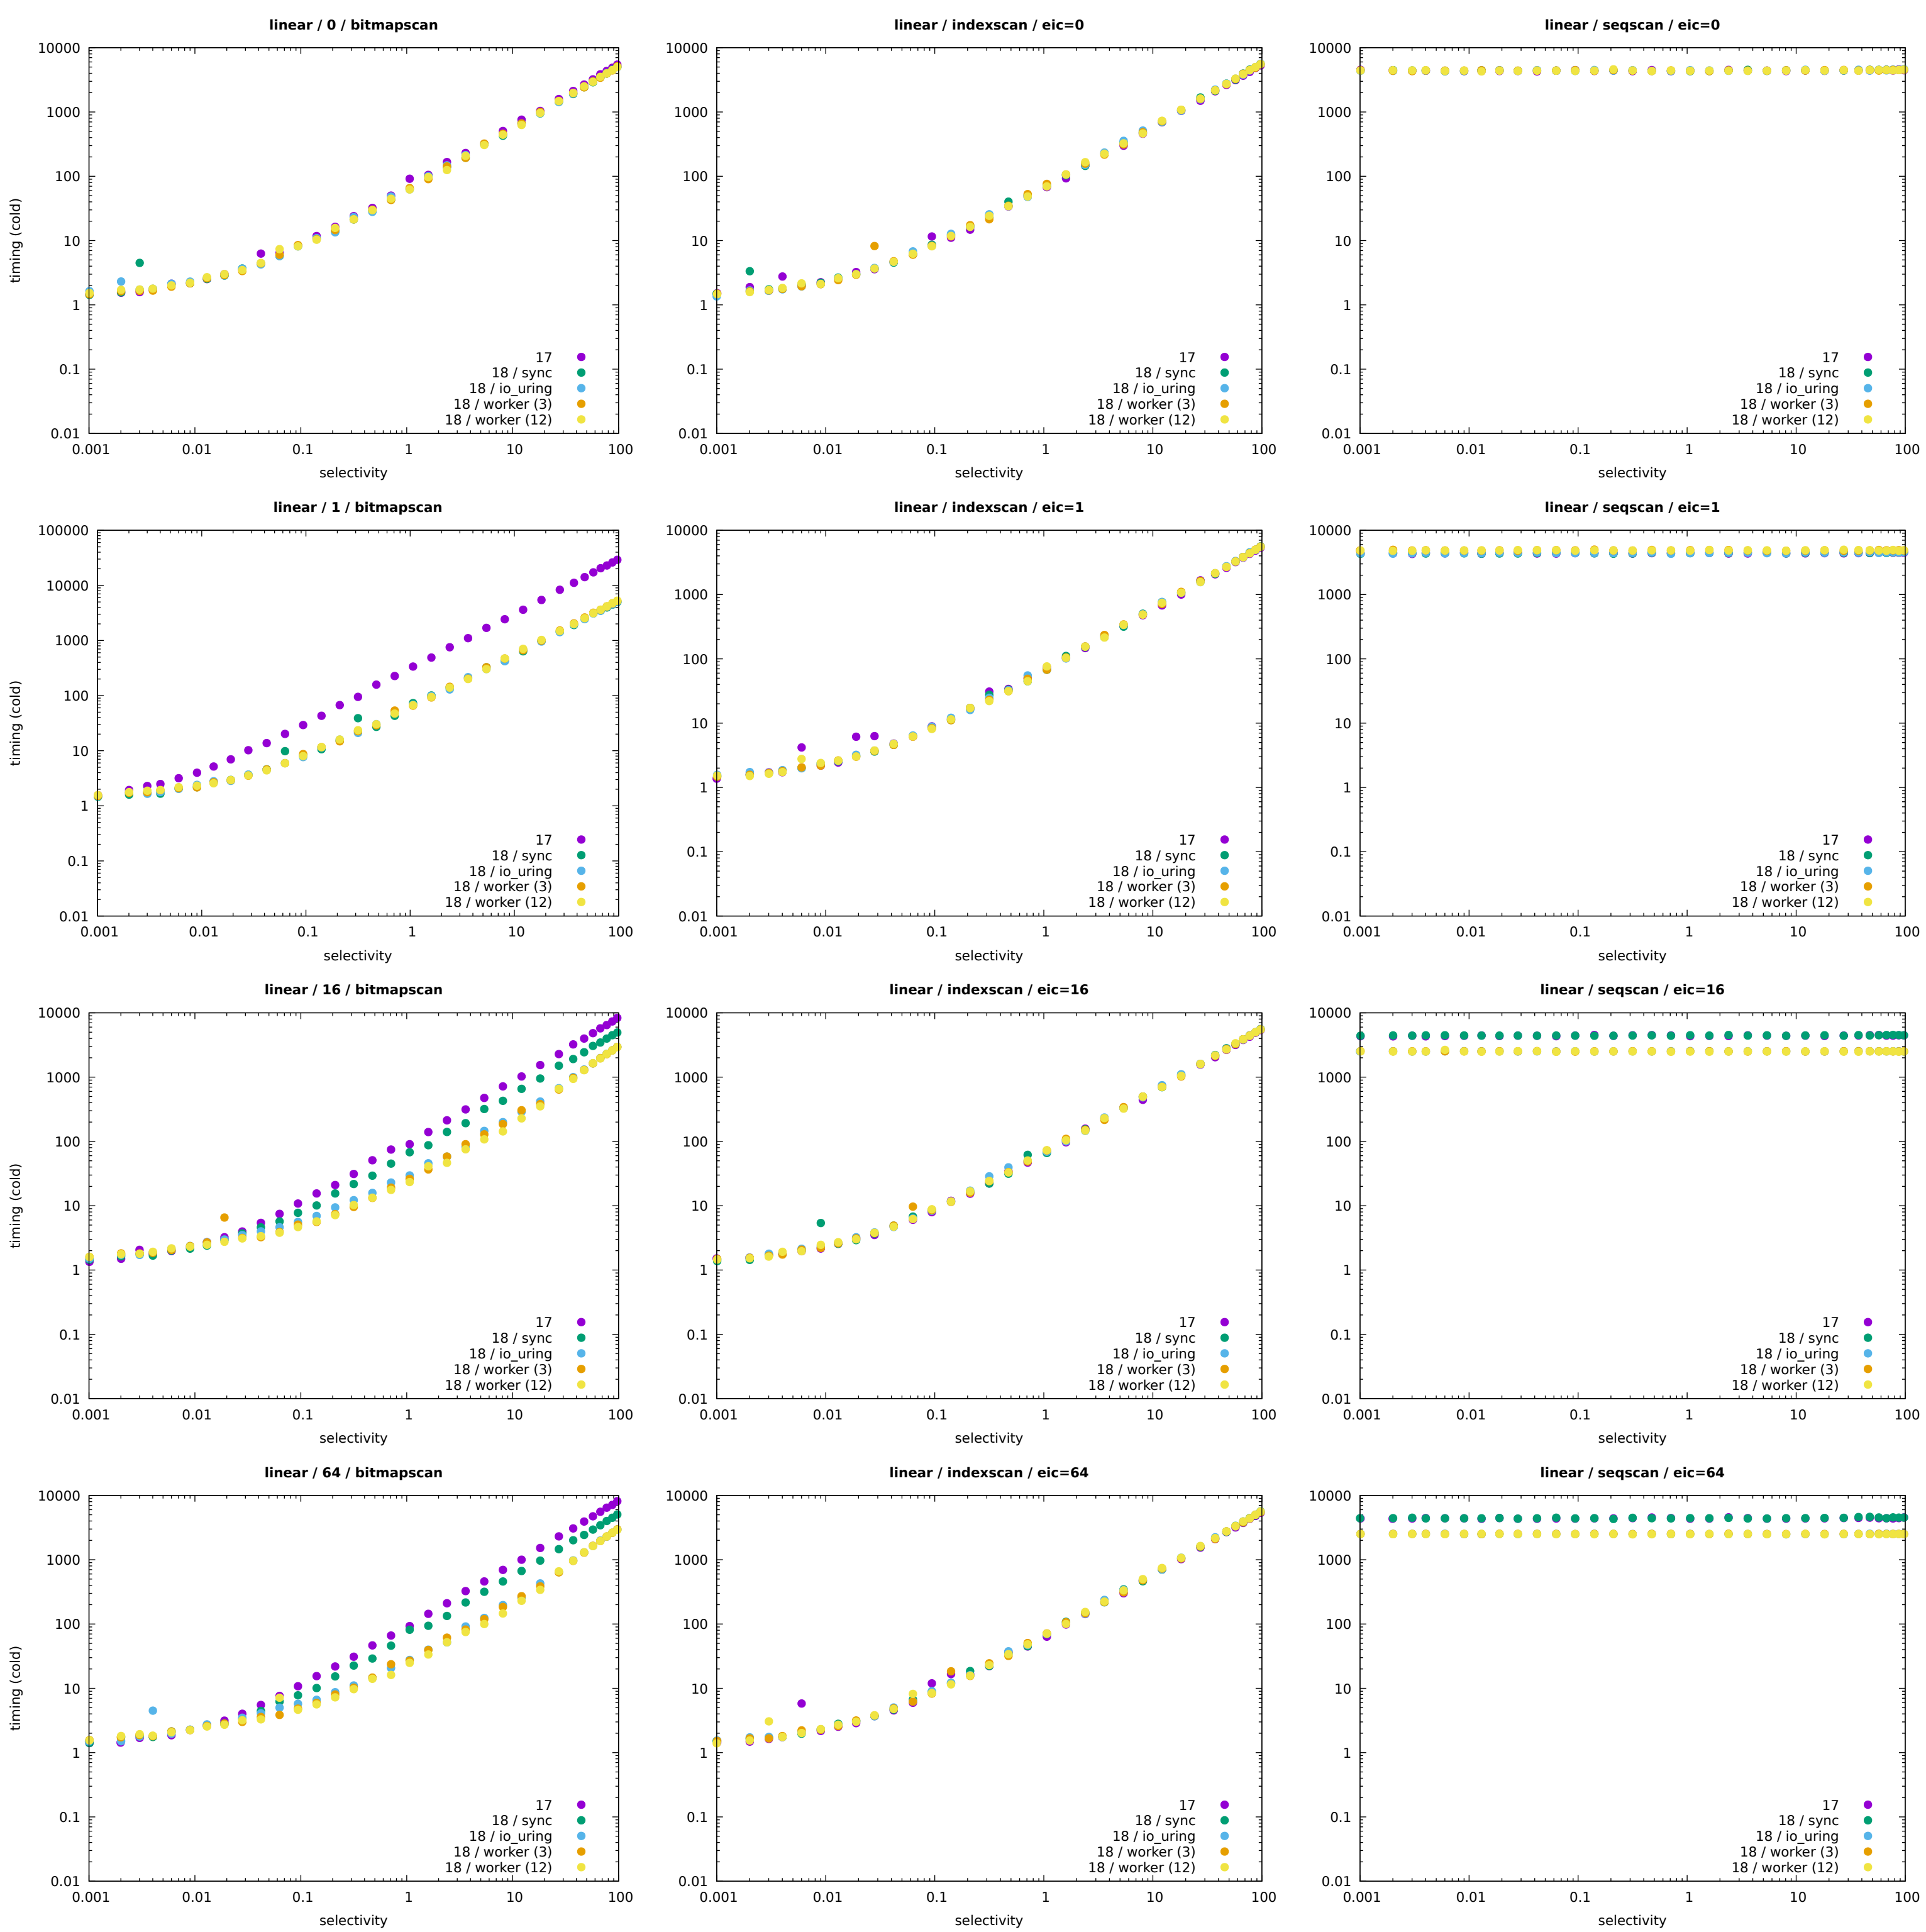 linear / 0 / bitmapscan
10000
1000
100
10
1
0.1
0.01
timing (cold)
17
18 / sync
18 / io_uring
18 / worker (3)
18 / worker (12)
0.001 0.01 0.1 1 10 100
selectivity
linear / indexscan / eic=0
10000
1000
100
10
1
0.1
0.01
17
18 / sync
18 / io_uring
18 / worker (3)
18 / worker (12)
0.001 0.01 0.1 1 10 100
selectivity
linear / seqscan / eic=0
10000
1000
100
10
1
0.1
0.01
17
18 / sync
18 / io_uring
18 / worker (3)
18 / worker (12)
0.001 0.01 0.1 1 10 100
selectivity
linear / 1 / bitmapscan
100000
10000
1000
100
10
1
0.1
0.01
timing (cold)
17
18 / sync
18 / io_uring
18 / worker (3)
18 / worker (12)
0.001 0.01 0.1 1 10 100
selectivity
linear / indexscan / eic=1
10000
1000
100
10
1
0.1
0.01
17
18 / sync
18 / io_uring
18 / worker (3)
18 / worker (12)
0.001 0.01 0.1 1 10 100
selectivity
linear / seqscan / eic=1
10000
1000
100
10
1
0.1
0.01
17
18 / sync
18 / io_uring
18 / worker (3)
18 / worker (12)
0.001 0.01 0.1 1 10 100
selectivity
linear / 16 / bitmapscan
10000
1000
100
10
1
0.1
0.01
timing (cold)
17
18 / sync
18 / io_uring
18 / worker (3)
18 / worker (12)
0.001 0.01 0.1 1 10 100
selectivity
linear / indexscan / eic=16
10000
1000
100
10
1
0.1
0.01
17
18 / sync
18 / io_uring
18 / worker (3)
18 / worker (12)
0.001 0.01 0.1 1 10 100
selectivity
linear / seqscan / eic=16
10000
1000
100
10
1
0.1
0.01
17
18 / sync
18 / io_uring
18 / worker (3)
18 / worker (12)
0.001 0.01 0.1 1 10 100
selectivity
linear / 64 / bitmapscan
10000
1000
100
10
1
0.1
0.01
timing (cold)
17
18 / sync
18 / io_uring
18 / worker (3)
18 / worker (12)
0.001 0.01 0.1 1 10 100
selectivity
linear / indexscan / eic=64
10000
1000
100
10
1
0.1
0.01
17
18 / sync
18 / io_uring
18 / worker (3)
18 / worker (12)
0.001 0.01 0.1 1 10 100
selectivity
linear / seqscan / eic=64
10000
1000
100
10
1
0.1
0.01
17
18 / sync
18 / io_uring
18 / worker (3)
18 / worker (12)
0.001 0.01 0.1 1 10 100
selectivity